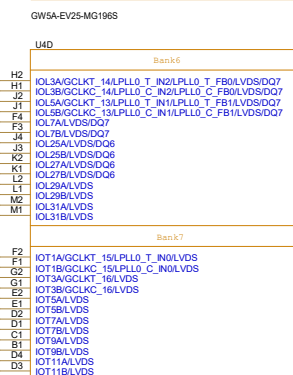 GW5A-EV25-MG196S
U4D
Bank6
H2 IOL3A/GCLKT_14/LPLL0_T_IN2/LPLL0_T_FB0/LVDS/DQ7
H1 IOL3B/GCLKC_14/LPLL0_C_IN2/LPLL0_C_FB0/LVDS/DQ7
J2 IOL5A/GCLKT_13/LPLL0_T_IN1/LPLL0_T_FB1/LVDS/DQ7
J1 IOL5B/GCLKC_13/LPLL0_C_IN1/LPLL0_C_FB1/LVDS/DQ7
F4 IOL7A/LVDS/DQ7
F3 IOL7B/LVDS/DQ7
J4 IOL25A/LVDS/DQ6
J3 IOL25B/LVDS/DQ6
K2 IOL27A/LVDS/DQ6
K1 IOL27B/LVDS/DQ6
L2 IOL29A/LVDS
L1 IOL29B/LVDS
M2 IOL31A/LVDS
M1 IOL31B/LVDS
Bank7
F2 IOT1A/GCLKT_15/LPLL0_T_IN0/LVDS
F1 IOT1B/GCLKC_15/LPLL0_C_IN0/LVDS
G2 IOT3A/GCLKT_16/LVDS
G1 IOT3B/GCLKC_16/LVDS
E2 IOT5A/LVDS
E1 IOT5B/LVDS
D2 IOT7A/LVDS
D1 IOT7B/LVDS
C1 IOT9A/LVDS
B1 IOT9B/LVDS
D4 IOT11A/LVDS
D3 IOT11B/LVDS